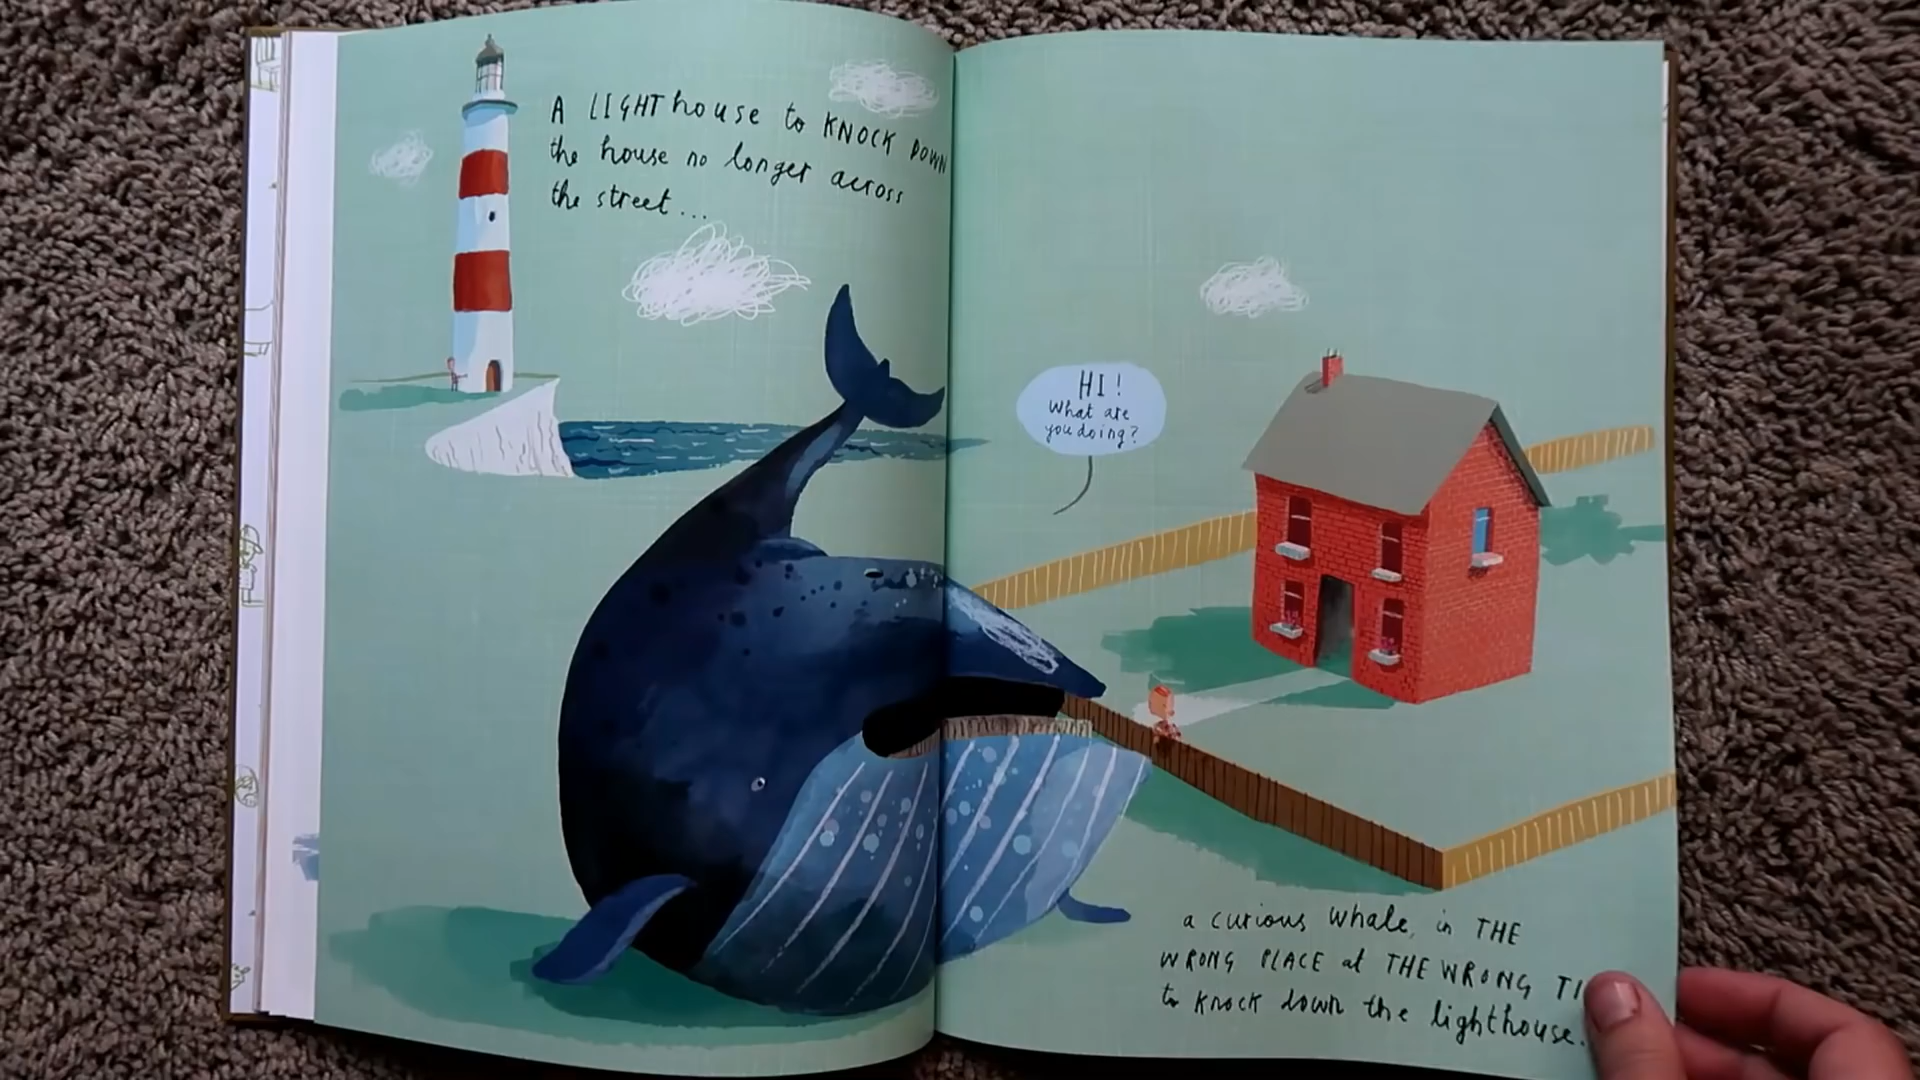 A LIGHThouse to KNOCK DOWN
the house no longer across
the street...
HI!
What are
you doing?
a curious whale, in THE
WRONG PLACE at THE WRONG
to knock down the lighthouse.